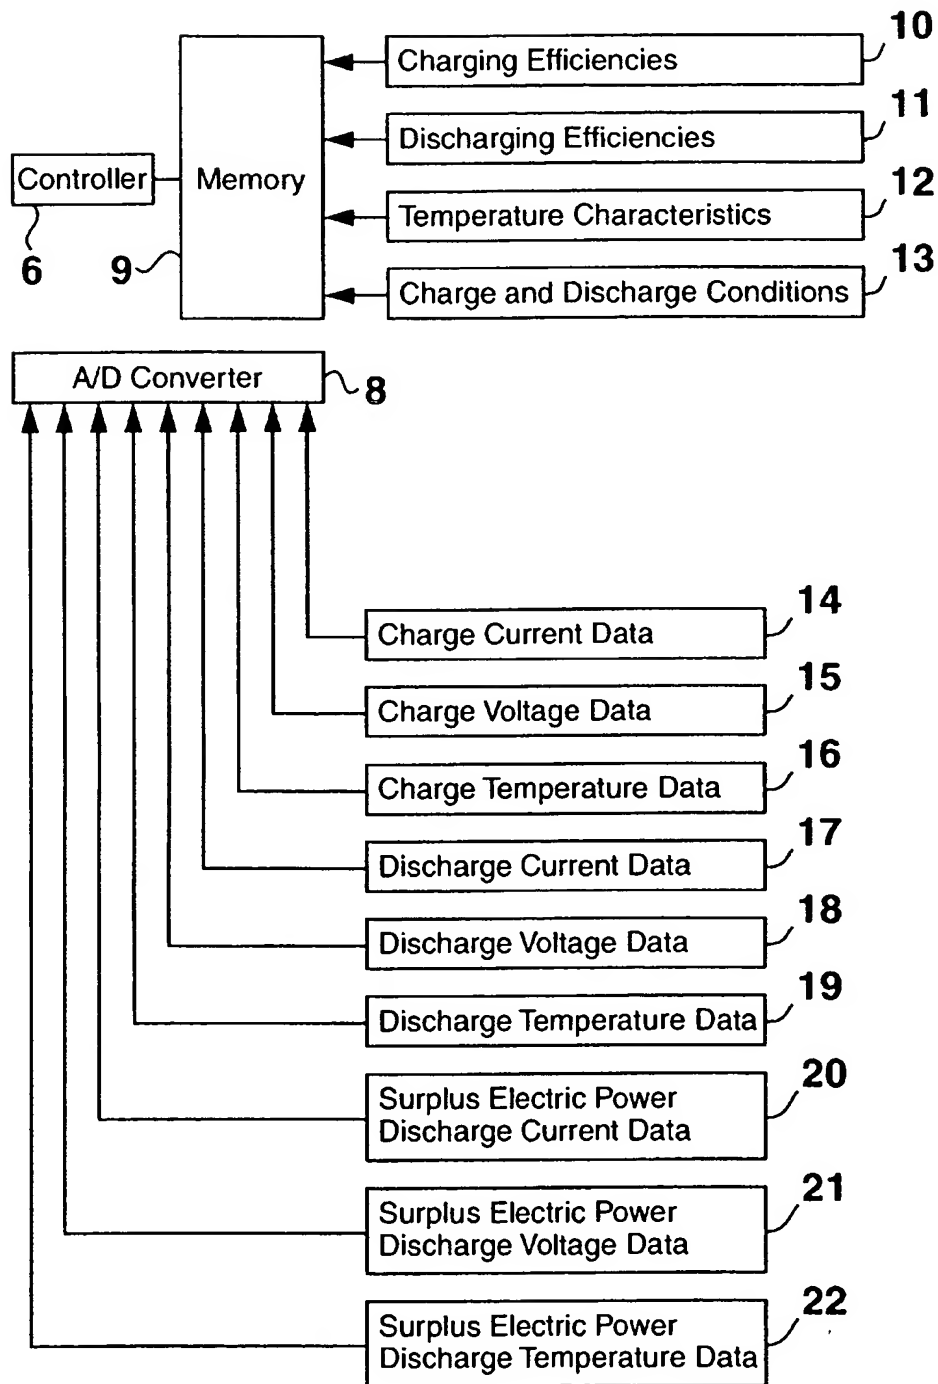 10
Charging Efficiencies
11
Discharging Efficiencies
Controller
Memory
12
Temperature Characteristics
6
9
13
Charge and Discharge Conditions
A/D Converter
8
14
Charge Current Data
15
Charge Voltage Data
16
Charge Temperature Data
17
Discharge Current Data
18
Discharge Voltage Data
19
Discharge Temperature Data
20
Surplus Electric Power
Discharge Current Data
21
Surplus Electric Power
Discharge Voltage Data
22
Surplus Electric Power
Discharge Temperature Data